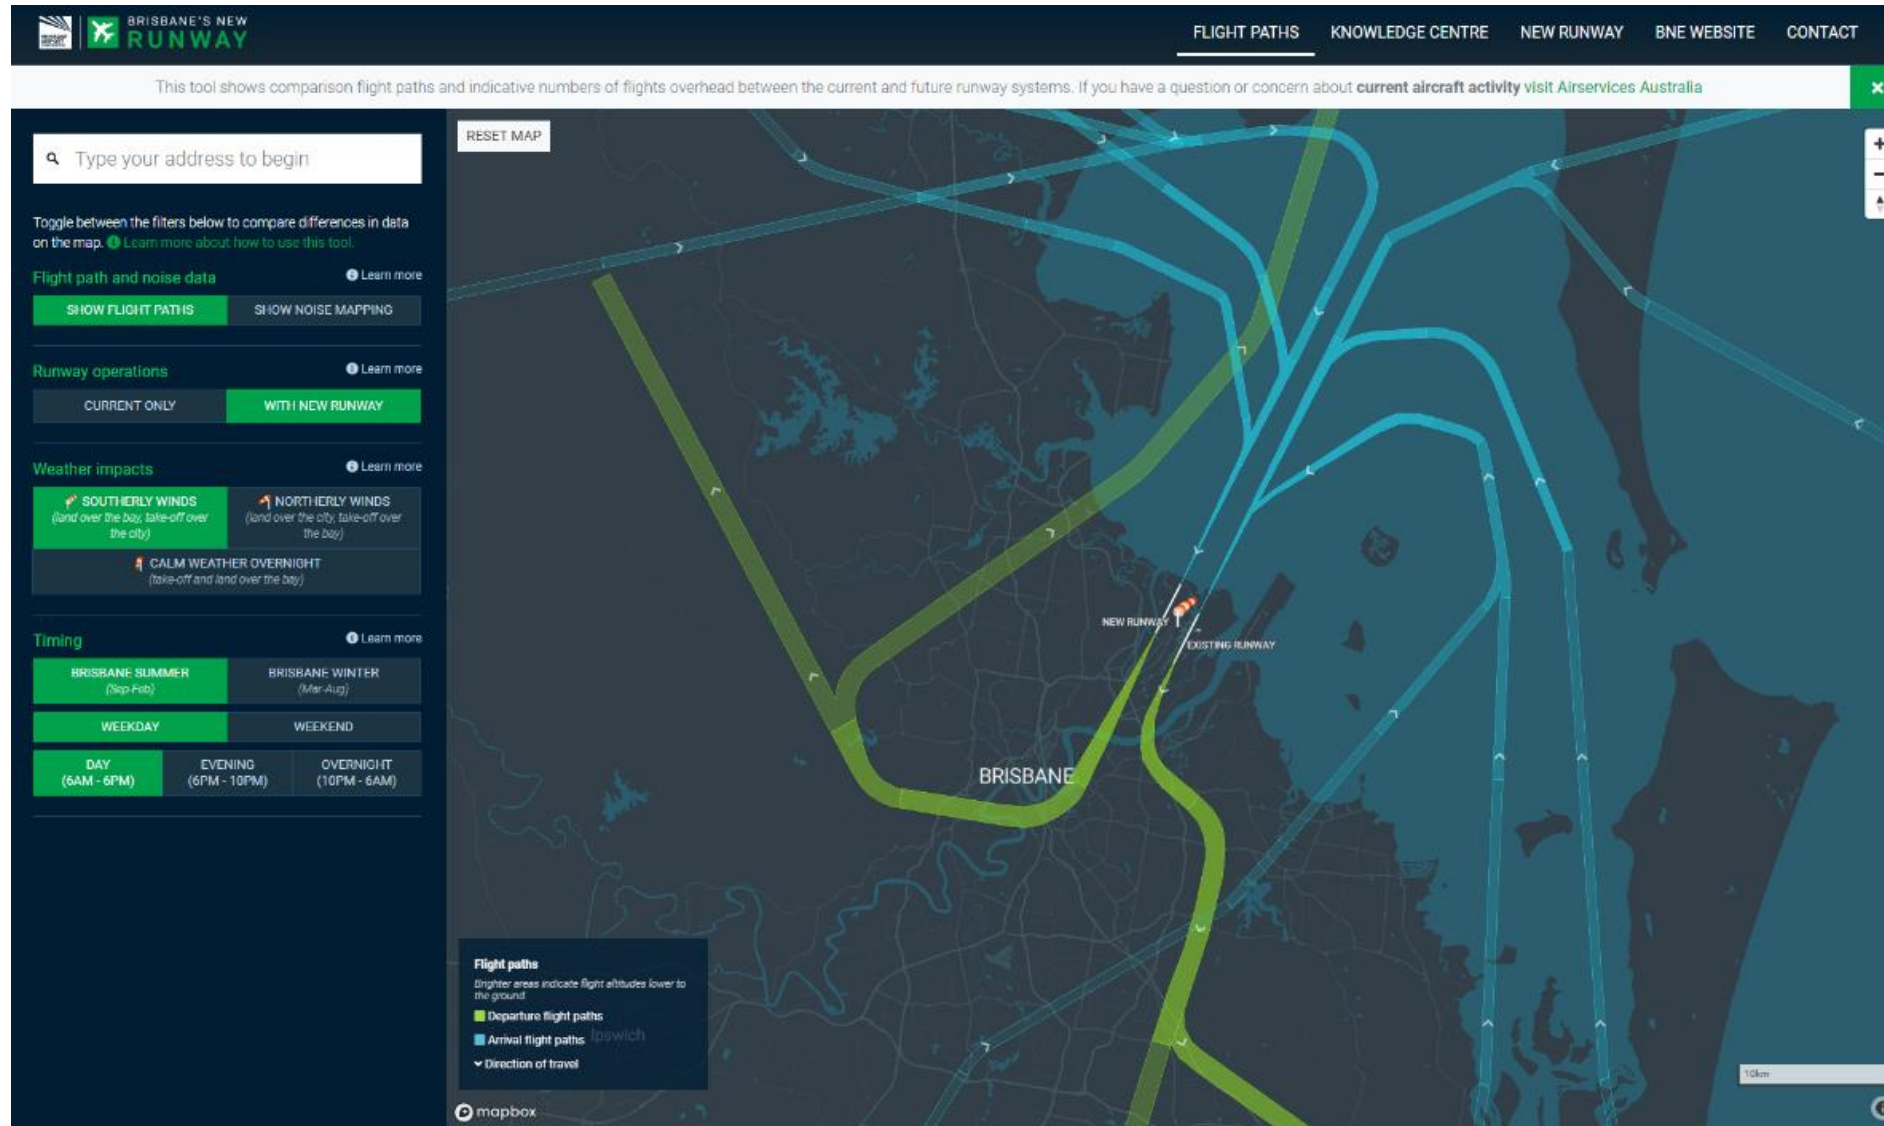 BRISBANE'S NEW
RUNWAY
FLIGHT PATHS
KNOWLEDGE CENTRE
NEW RUNWAY
BNE WEBSITE
CONTACT
This tool shows comparison flight paths and indicative numbers of flights overhead between the current and future runway systems. If you have a question or concern about current aircraft activity visit Airservices Australia
Type your address to begin
Toggle between the filters below to compare differences in data
on the map. Learn more about how to use this tool.
Flight path and noise data
Learn more
SHOW FLIGHT PATHS
SHOW NOISE MAPPING
Runway operations
Learn more
CURRENT ONLY
WITH NEW RUNWAY
Weather impacts
Learn more
SOUTHERLY WINDS
(land over the bay, take-off over
the city)
NORTHERLY WINDS
(land over the city, take-off over
the bay)
CALM WEATHER OVERNIGHT
(take-off and land over the bay)
Timing
Learn more
BRISBANE SUMMER
(Sep-Feb)
BRISBANE WINTER
(Mar-Aug)
WEEKDAY
WEEKEND
DAY
(6AM - 6PM)
EVENING
(6PM - 10PM)
OVERNIGHT
(10PM - 6AM)
RESET MAP
NEW RUNWAY
EXISTING RUNWAY
BRISBANE
Flight paths
Brighter areas indicate flight altitudes lower to
the ground
Departure flight paths
Arrival flight paths
Ipswich
Direction of travel
10km
mapbox